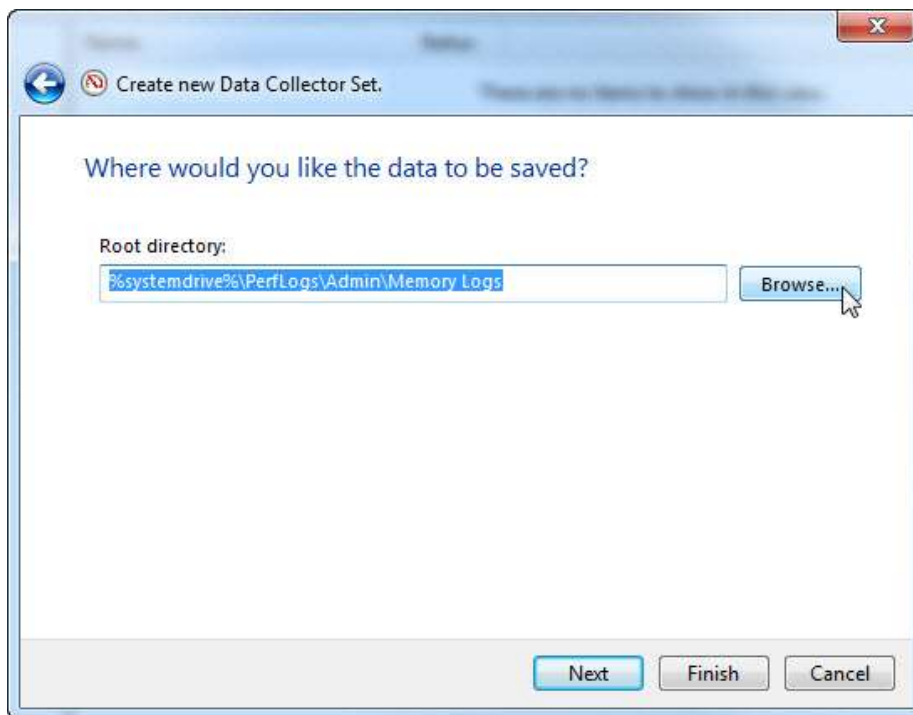 Create new Data Collector Set.
Where would you like the data to be saved?
Root directory:
%systemdrive%\PerfLogs\Admin\Memory Logs
Browse...
Next Finish Cancel